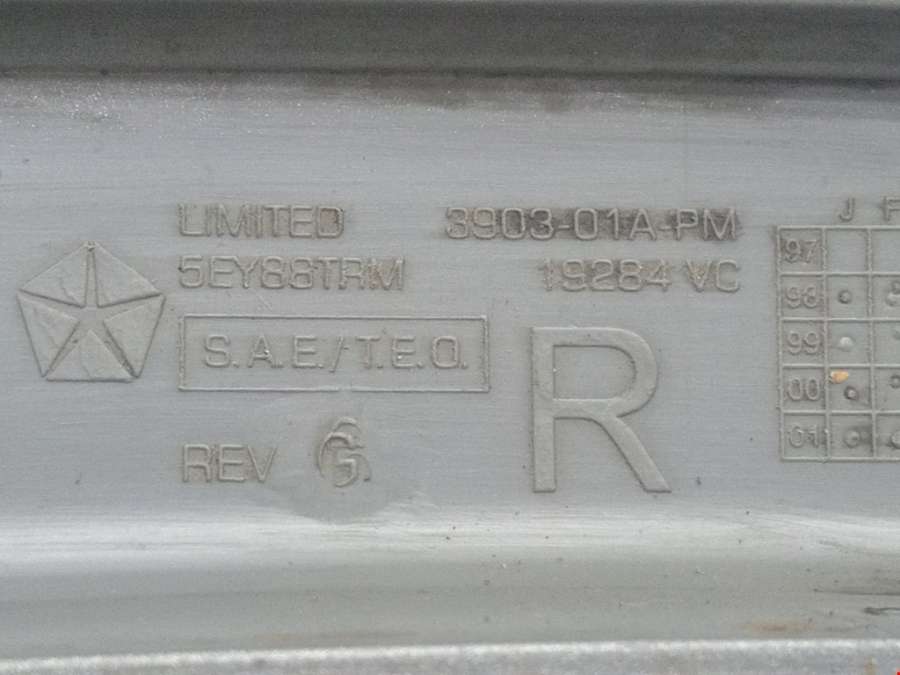 LIMITED 3903-01A-PM
5EY88TRM 19284 VC
S.A.E./T.E.O.
REV G
R
J F
97
98
99
00
01